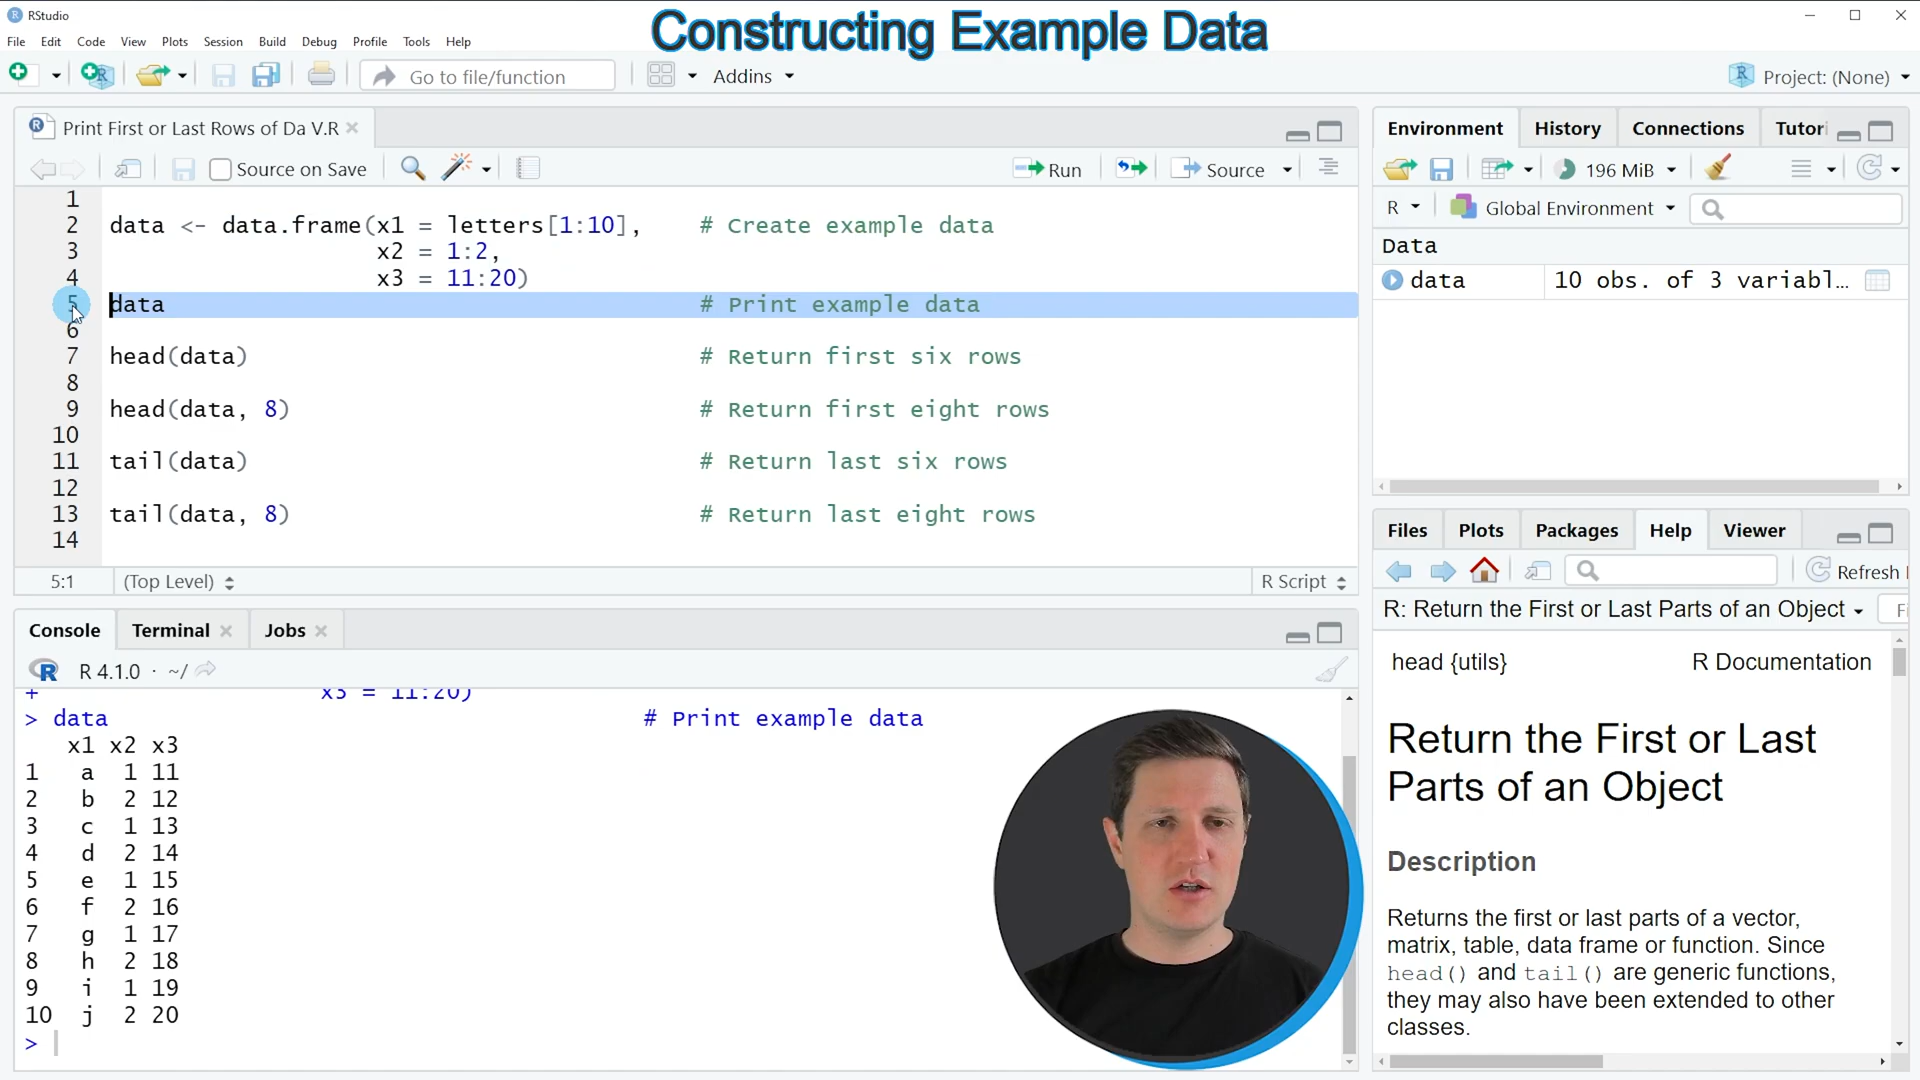 RStudio
Constructing Example Data
File Edit Code View Plots Session Build Debug Profile Tools Help
Go to file/function
Addins
Project: (None)
Print First or Last Rows of Da V.R
Source on Save
Run
Source
1
2 data <- data.frame(x1 = letters[1:10], # Create example data
3 x2 = 1:2,
4 x3 = 11:20)
5 data # Print example data
6
7 head(data) # Return first six rows
8
9 head(data, 8) # Return first eight rows
10
11 tail(data) # Return last six rows
12
13 tail(data, 8) # Return last eight rows
14
5:1 (Top Level) R Script
Console Terminal Jobs
R 4.1.0 · ~/
+ x3 = 11:20)
> data # Print example data
x1 x2 x3
1 a 1 11
2 b 2 12
3 c 1 13
4 d 2 14
5 e 1 15
6 f 2 16
7 g 1 17
8 h 2 18
9 i 1 19
10 j 2 20
>
Environment History Connections Tutori
196 MiB
R Global Environment
Data
data 10 obs. of 3 variabl...
Files Plots Packages Help Viewer
Refresh
R: Return the First or Last Parts of an Object
head {utils} R Documentation
Return the First or Last
Parts of an Object
Description
Returns the first or last parts of a vector,
matrix, table, data frame or function. Since
head() and tail() are generic functions,
they may also have been extended to other
classes.